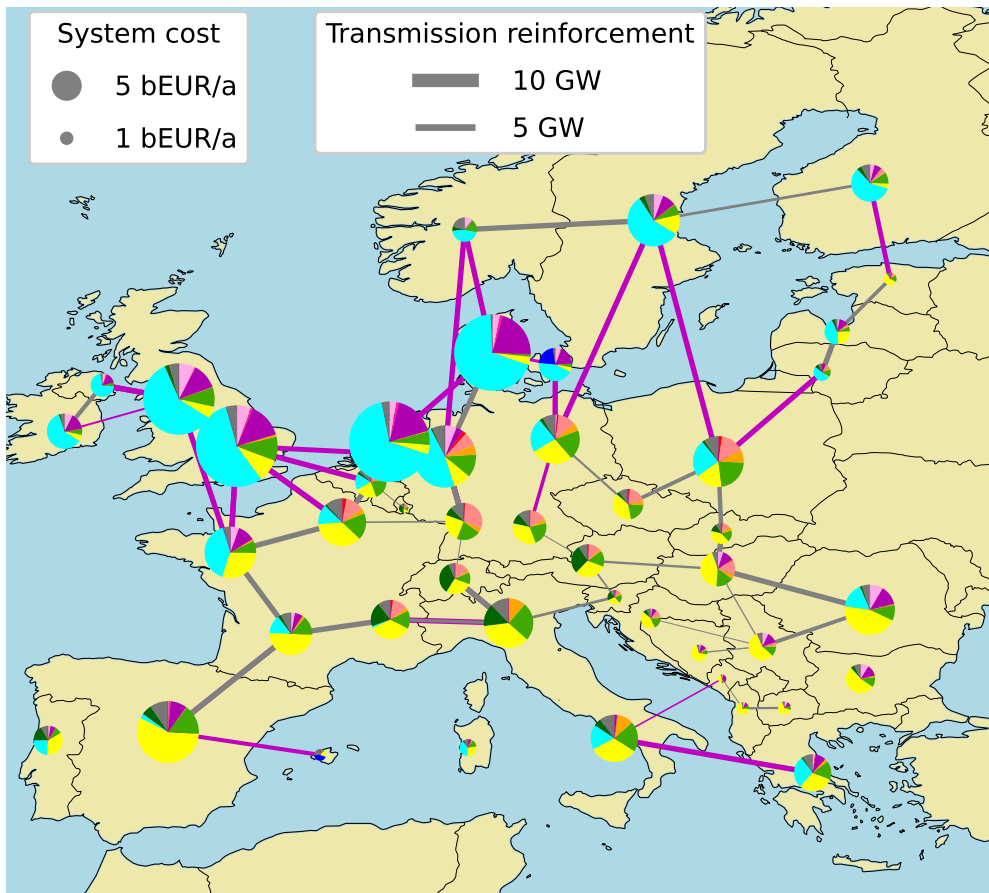 System cost
5 bEUR/a
1 bEUR/a
Transmission reinforcement
10 GW
5 GW